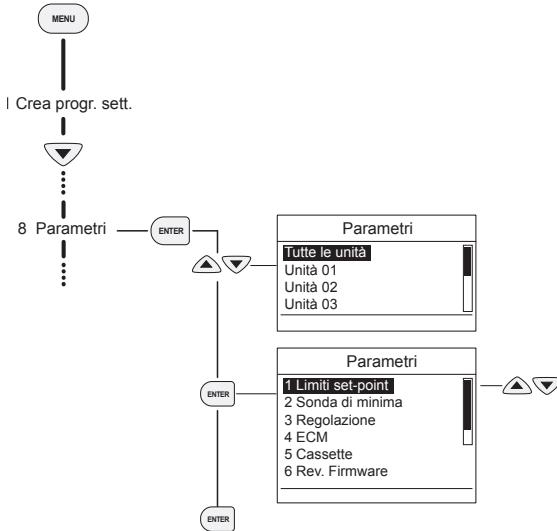 MENU
I Crea progr. sett.
8 Parametri
ENTER
Parametri
Tutte le unità
Unità 01
Unità 02
Unità 03
ENTER
Parametri
1 Limiti set-point
2 Sonda di minima
3 Regolazione
4 ECM
5 Cassette
6 Rev. Firmware
ENTER